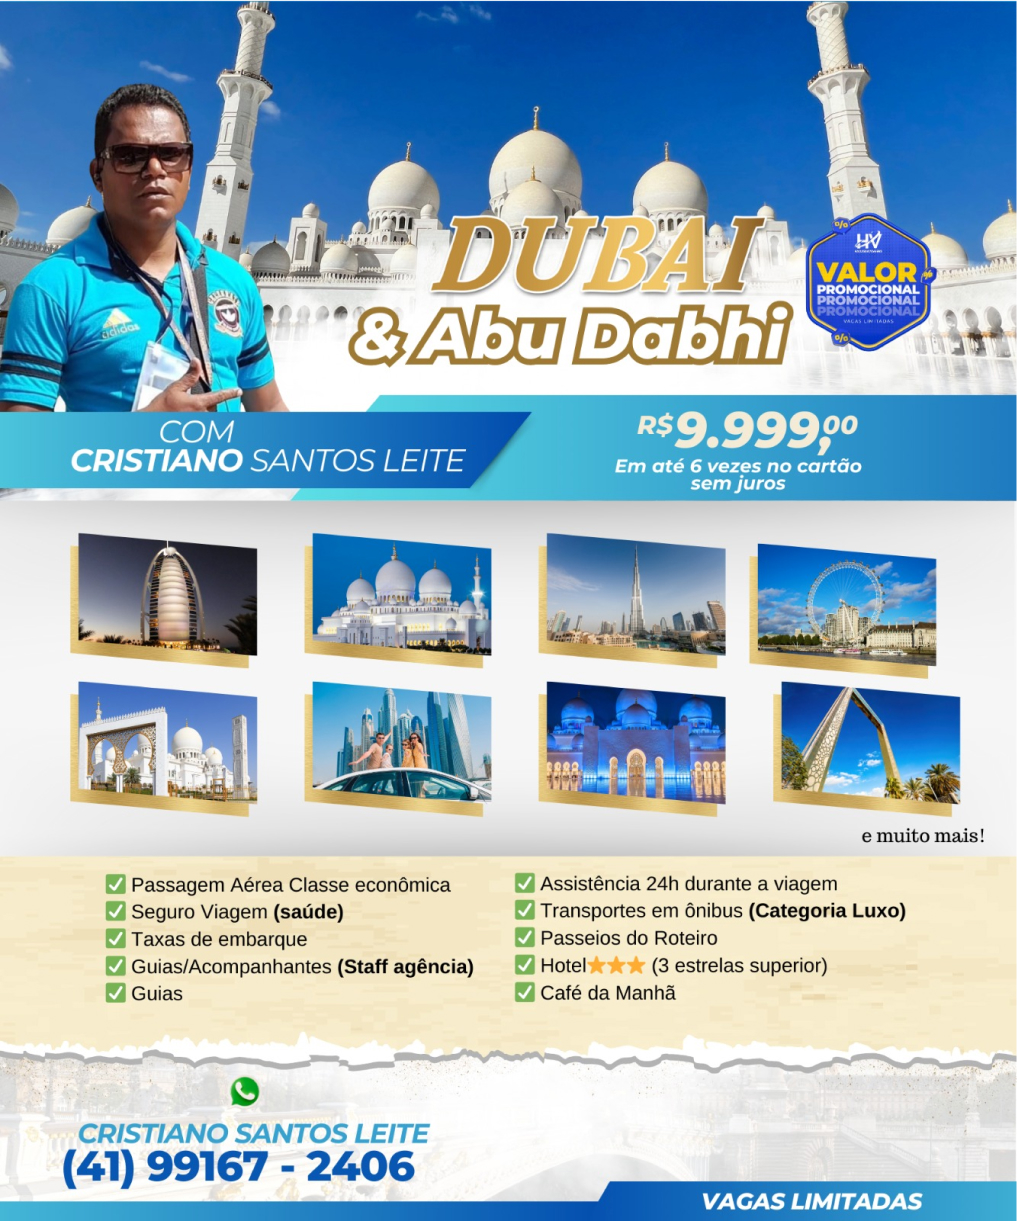 DUBAI
& Abu Dabhi
HV
VALOR
PROMOCIONAL
PROMOCIONAL
VAGAS LIMITADAS
adidas
COM
CRISTIANO SANTOS LEITE
R$9.999,00
Em até 6 vezes no cartão
sem juros
e muito mais!
Passagem Aérea Classe econômica
Seguro Viagem (saúde)
Taxas de embarque
Guias/Acompanhantes (Staff agência)
Guias
Assistência 24h durante a viagem
Transportes em ônibus (Categoria Luxo)
Passeios do Roteiro
Hotel⭐⭐⭐ (3 estrelas superior)
Café da Manhã
CRISTIANO SANTOS LEITE
(41) 99167 - 2406
VAGAS LIMITADAS